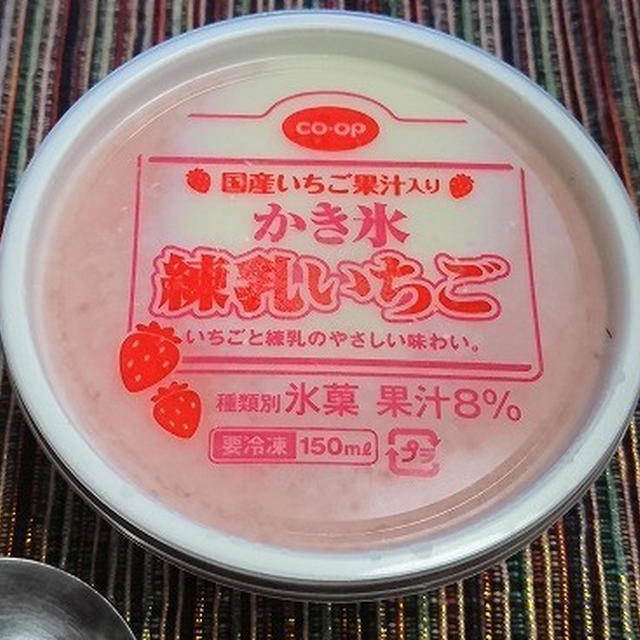 CO·OP
国産いちご果汁入り
かき氷
練乳いちご
いちごと練乳のやさしい味わい。
種類別 氷菓 果汁8%
要冷凍 150mℓ プラ